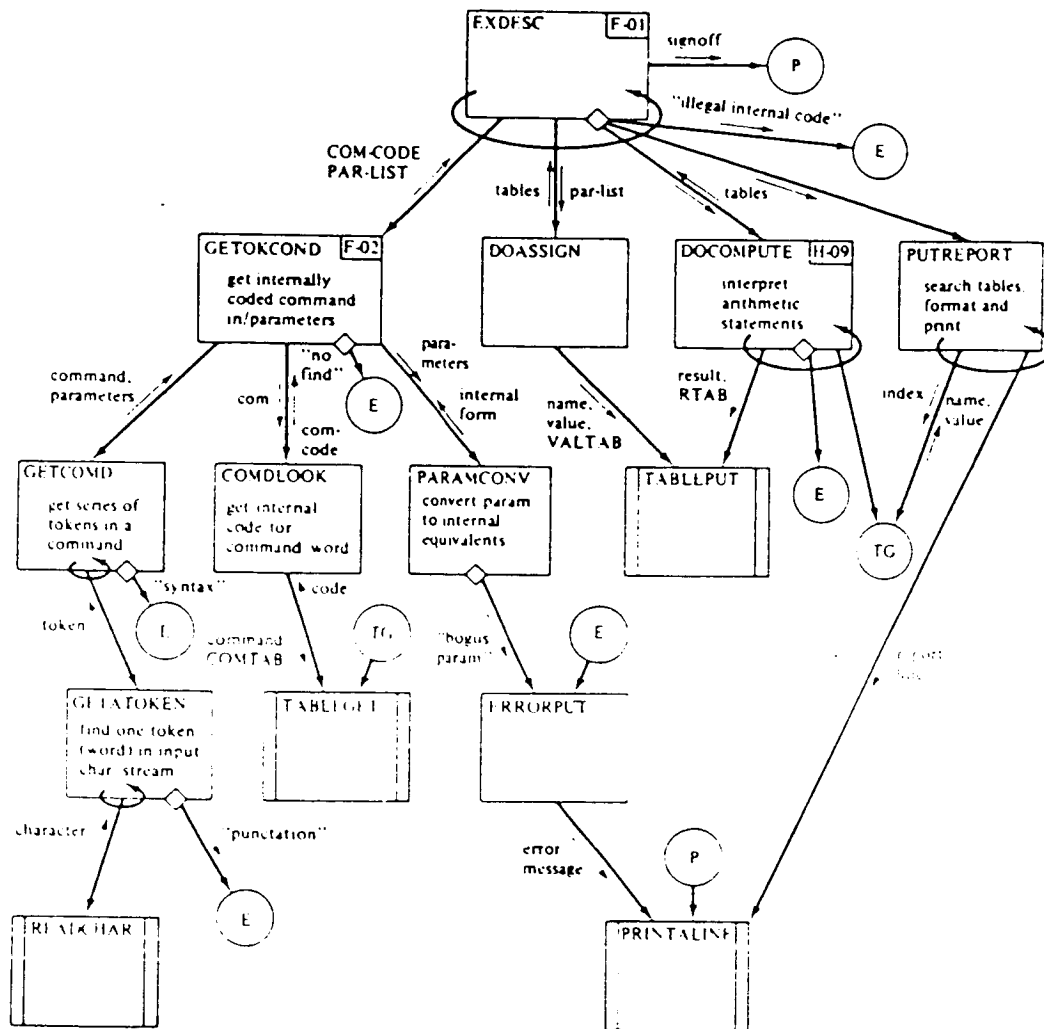 EXDESC
F-01
signoff
P
"illegal internal code"
E
COM-CODE
PAR-LIST
tables
par-list
tables
GETOKCOND
F-02
get internally
coded command
in/parameters
DOASSIGN
DOCOMPUTE
H-09
interpret
arithmetic
statements
PUTREPORT
search tables,
format and
print
command,
parameters
com
"no
find"
com-
code
E
para-
meters
internal
form
name,
value,
VALTAB
result,
RTAB
index
name,
value
GETCOMD
get series of
tokens in a
command
COMDLOOK
get internal
code for
command word
PARAMCONV
convert param
to internal
equivalents
TABLEPUT
E
TG
token
"syntax"
E
code
command
COMTAB
TG
"bogus
param"
E
GETATOKEN
find one token
(word) in input
char stream
TABLEGET
ERRORPUT
character
"punctation"
E
error
message
P
READCHAR
PRINTALINE